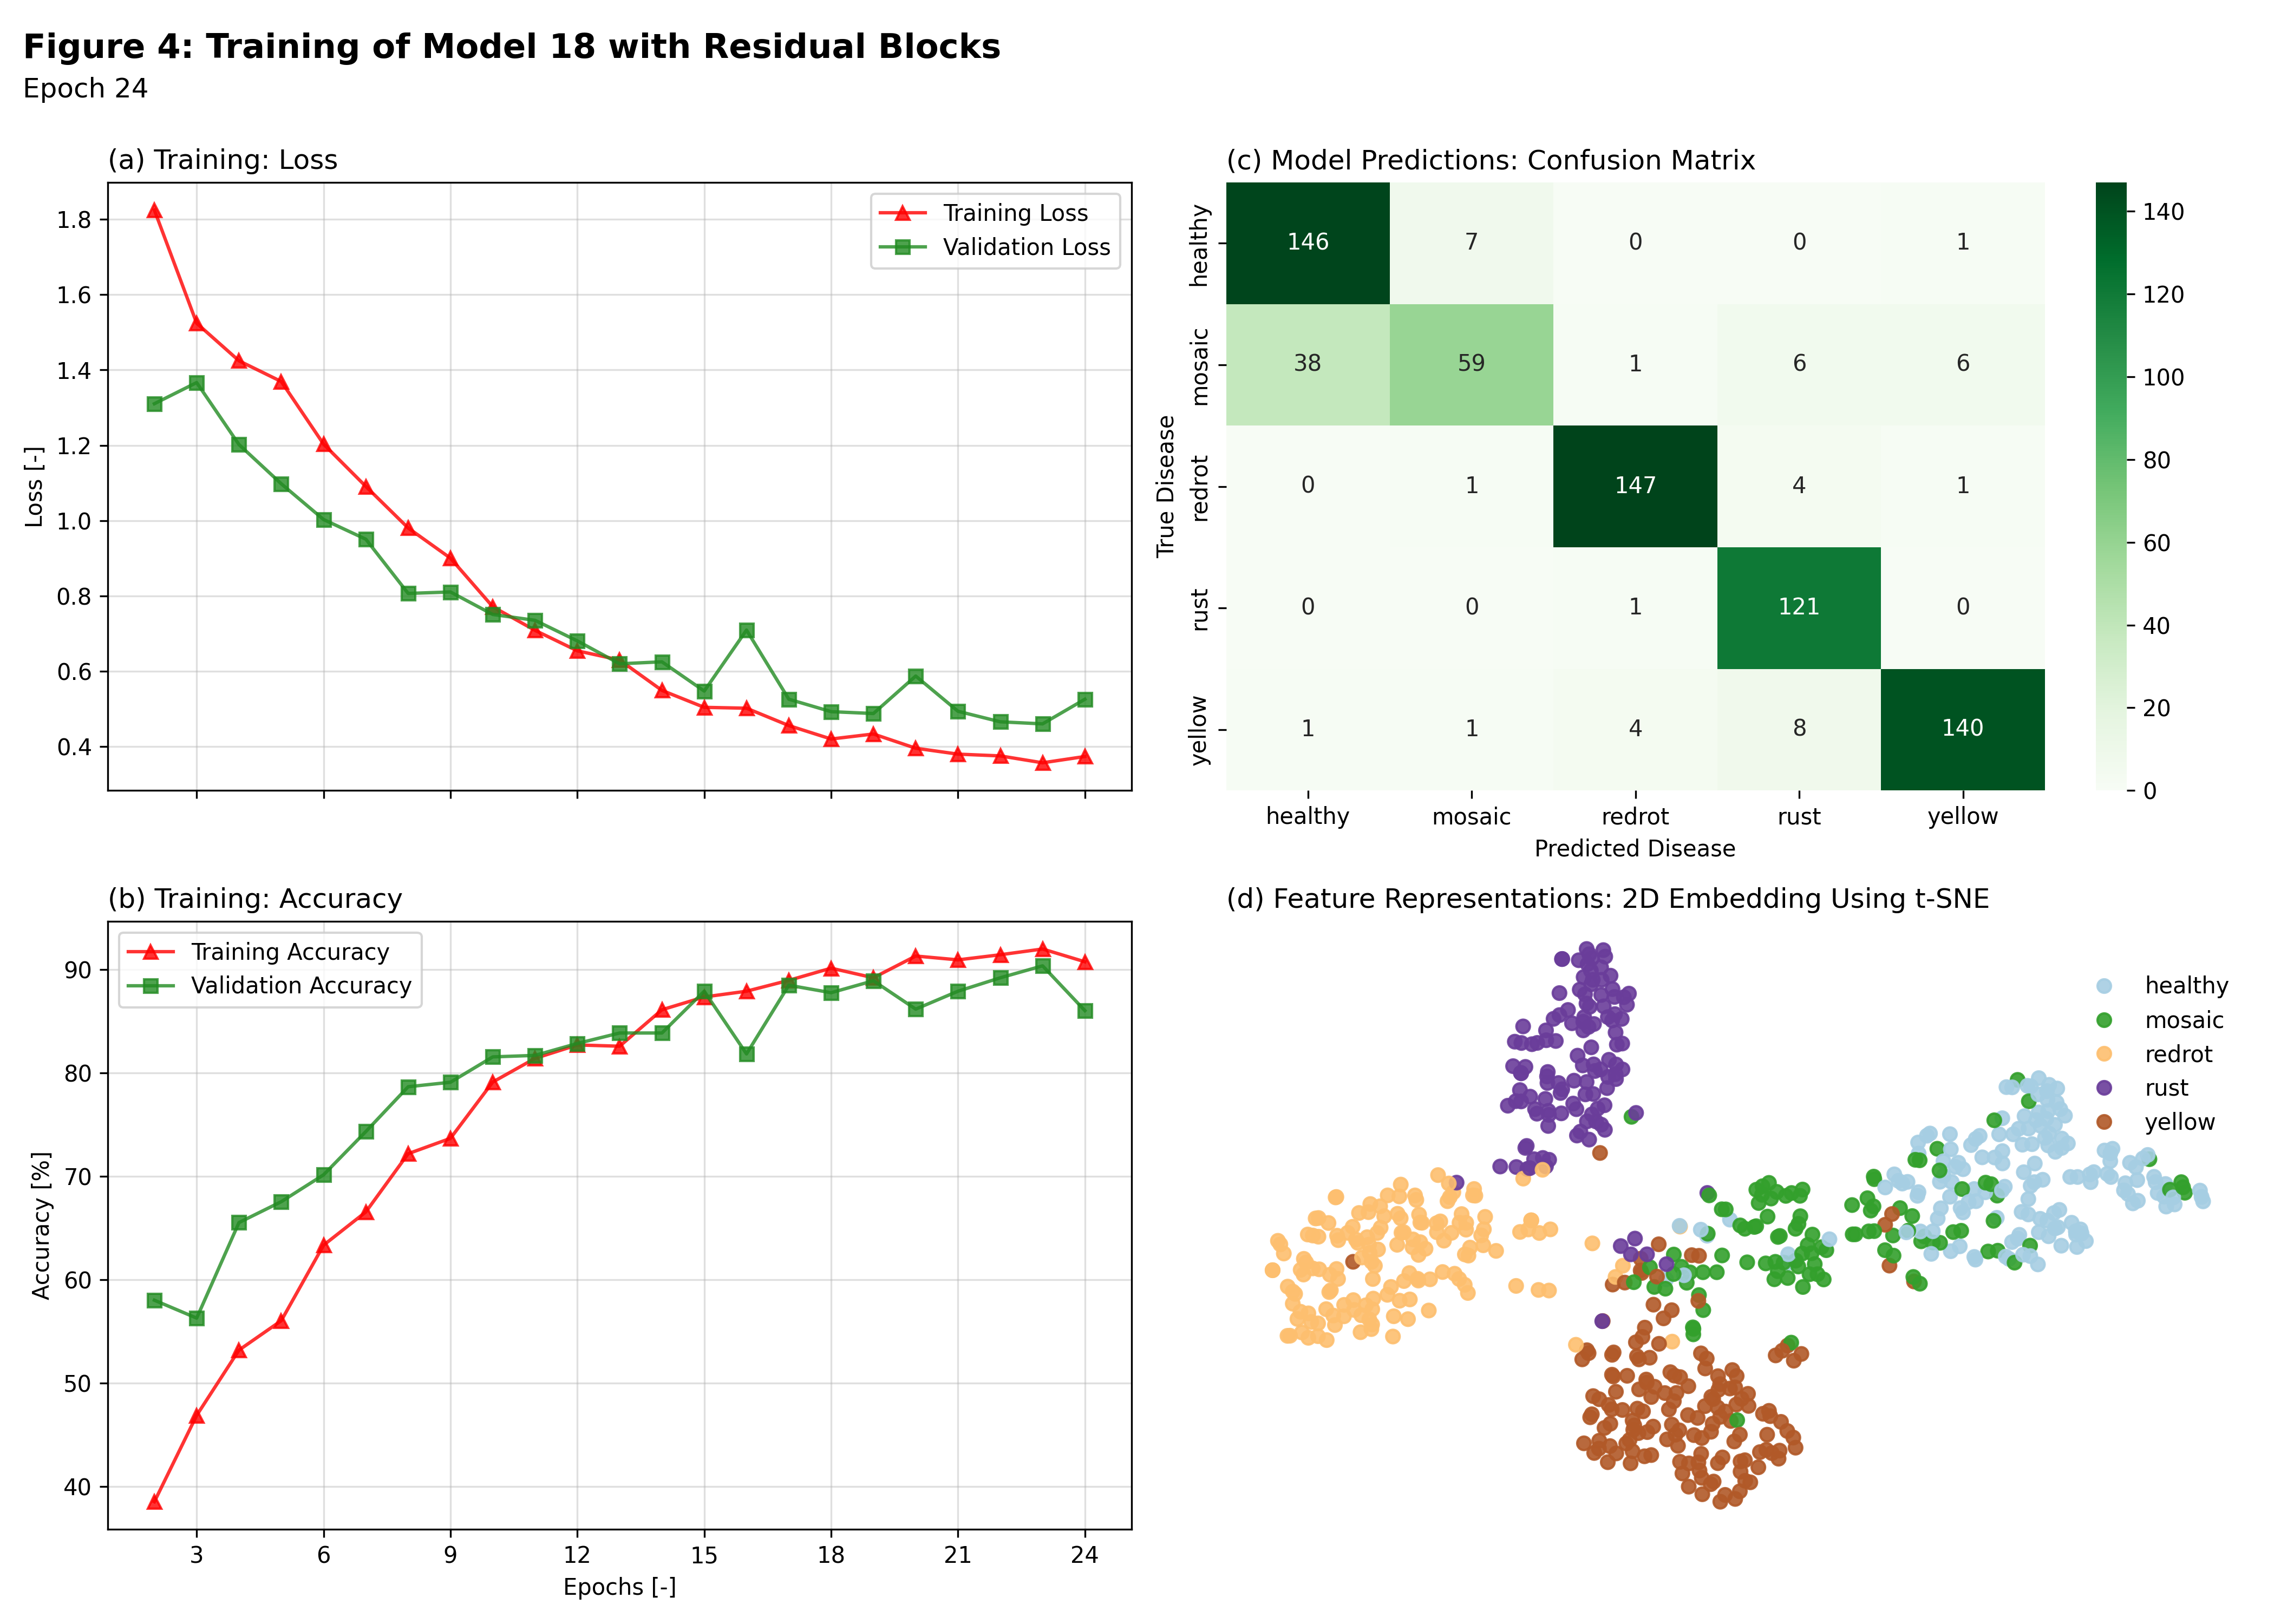 Figure 4: Training of Model 18 with Residual Blocks
Epoch 24
(a) Training: Loss
Training Loss
Validation Loss
1.8
1.6
1.4
1.2
1.0
0.8
0.6
0.4
Loss [-]
(b) Training: Accuracy
Training Accuracy
Validation Accuracy
90
80
70
60
50
40
Accuracy [%]
3 6 9 12 15 18 21 24
Epochs [-]
(c) Model Predictions: Confusion Matrix
True Disease
healthy 146 7 0 0 1
mosaic 38 59 1 6 6
redrot 0 1 147 4 1
rust 0 0 1 121 0
yellow 1 1 4 8 140
healthy mosaic redrot rust yellow
Predicted Disease
140
120
100
80
60
40
20
0
(d) Feature Representations: 2D Embedding Using t-SNE
healthy
mosaic
redrot
rust
yellow